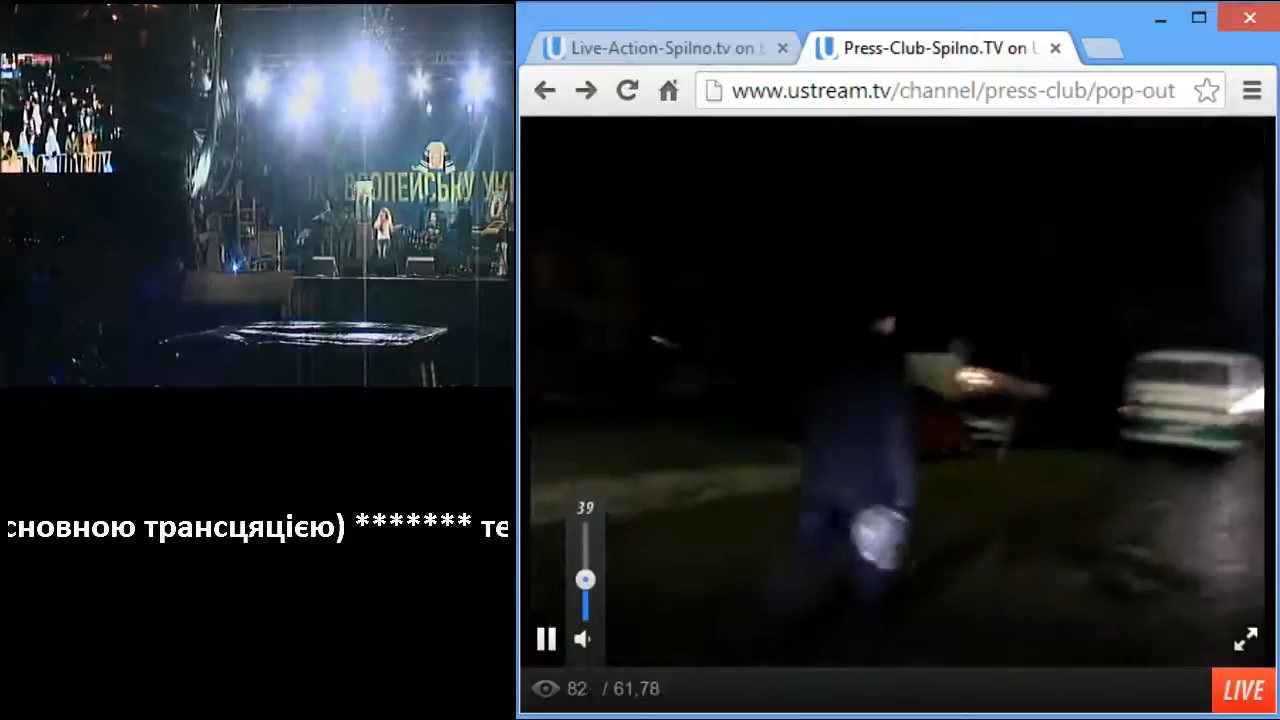 ЄВРОПЕЙСЬКУ УКР
сновною трансцяцією) ******* те
Live-Action-Spilno.tv on U
Press-Club-Spilno.TV on U
www.ustream.tv/channel/press-club/pop-out
39
82 / 61,78
LIVE